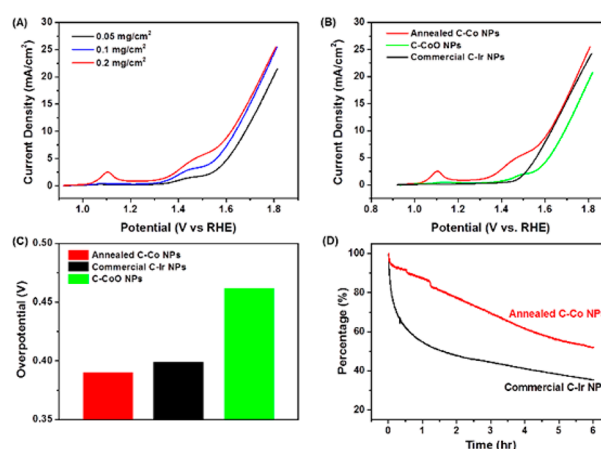 (A)
0.05 mg/cm²
0.1 mg/cm²
0.2 mg/cm²
Current Density (mA/cm²)
30
25
20
15
10
5
0
1.0 1.2 1.4 1.6 1.8
Potential (V vs RHE)
(B)
Annealed C-Co NPs
C-CoO NPs
Commercial C-Ir NPs
Current Density (mA/cm²)
30
25
20
15
10
5
0
0.8 1.0 1.2 1.4 1.6 1.8
Potential (V vs RHE)
(C)
Annealed C-Co NPs
Commercial C-Ir NPs
C-CoO NPs
Overpotential (V)
0.50
0.45
0.40
0.35
(D)
Annealed C-Co NP
Commercial C-Ir NP
Percentage (%)
100
80
60
40
20
0 1 2 3 4 5 6
Time (hr)